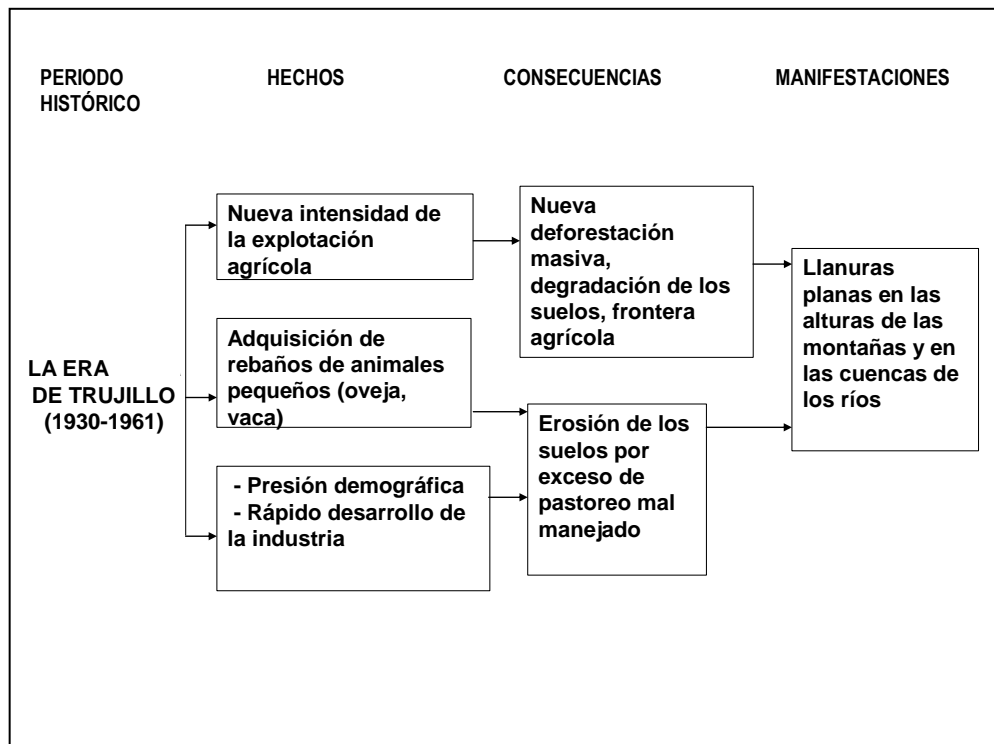 PERIODO
HISTÓRICO
HECHOS
CONSECUENCIAS
MANIFESTACIONES
LA ERA
DE TRUJILLO
(1930-1961)
Nueva intensidad de
la explotación
agrícola
Adquisición de
rebaños de animales
pequeños (oveja,
vaca)
- Presión demográfica
- Rápido desarrollo de
la industria
Nueva
deforestación
masiva,
degradación de los
suelos, frontera
agrícola
Erosión de los
suelos por
exceso de
pastoreo mal
manejado
Llanuras
planas en las
alturas de las
montañas y en
las cuencas de
los ríos